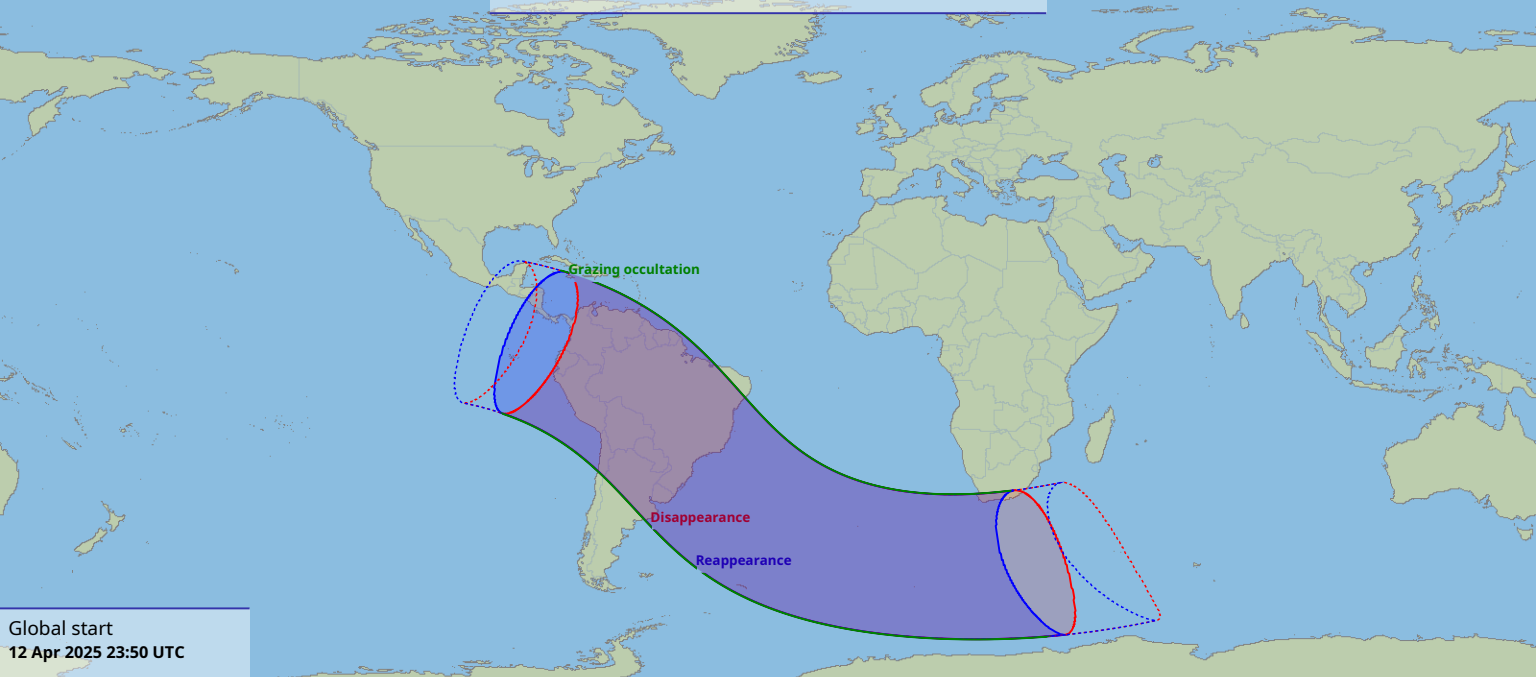 Grazing occultation
Disappearance
Reappearance
Global start
12 Apr 2025 23:50 UTC